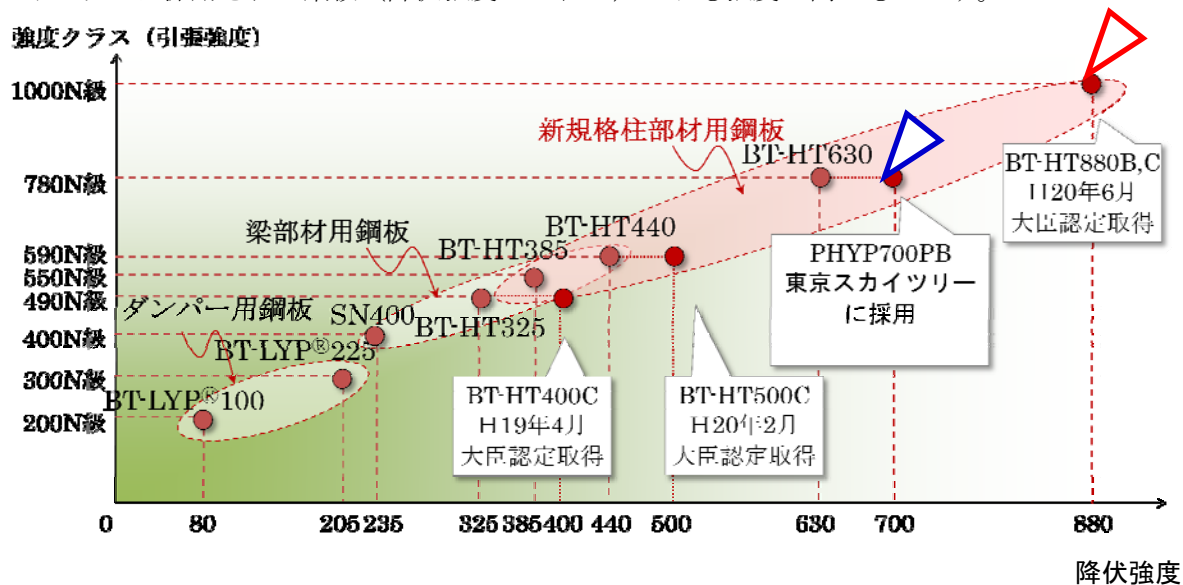 強度クラス（引張強度）
1000N級
新規格柱部材用鋼板
BT-HT630
780N級
BT-HT880B,C
H20年6月
大臣認定取得
梁部材用鋼板
BT-HT440
BT-HT385
590N級
550N級
490N級
PHYP700PB
東京スカイツリー
に採用
ダンパー用鋼板
SN400
BT-HT325
400N級
BT-LYP®225
300N級
BT-LYP®100
200N級
BT-HT400C
H19年4月
大臣認定取得
BT-HT500C
H20年2月
大臣認定取得
0 80 205 235 325 385 400 440 500 630 700 880
降伏強度